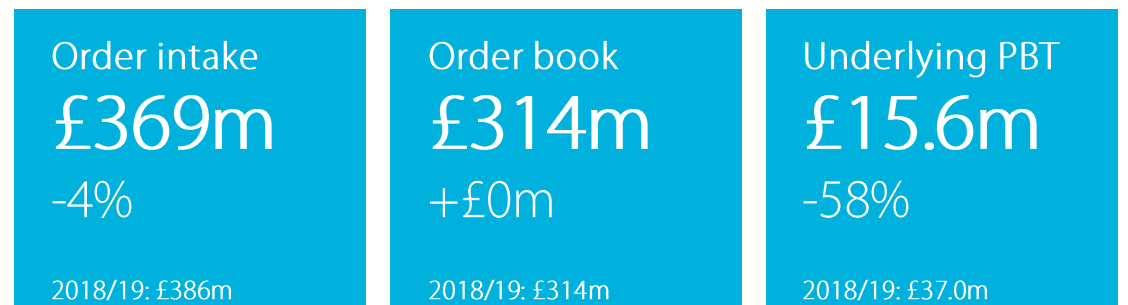 Order intake
£369m
-4%
2018/19: £386m
Order book
£314m
+£0m
2018/19: £314m
Underlying PBT
£15.6m
-58%
2018/19: £37.0m